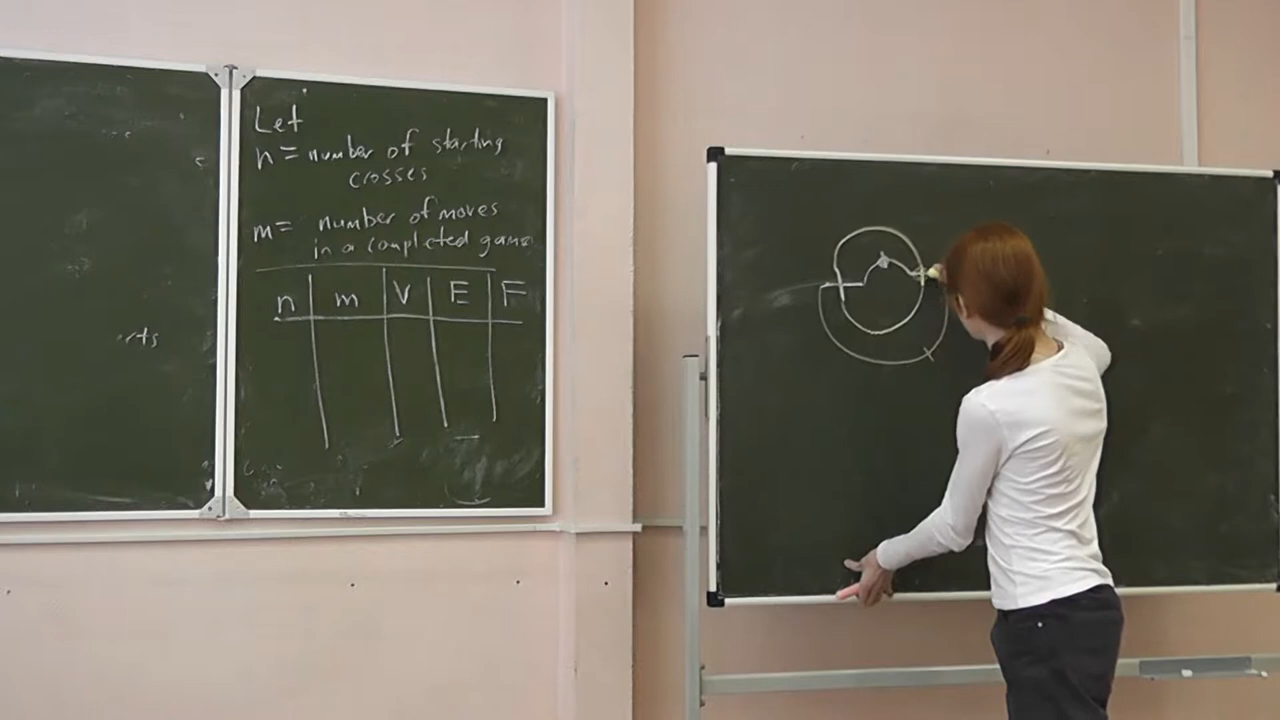 Let
n = number of starting
crosses
m = number of moves
in a completed game
n m V E F